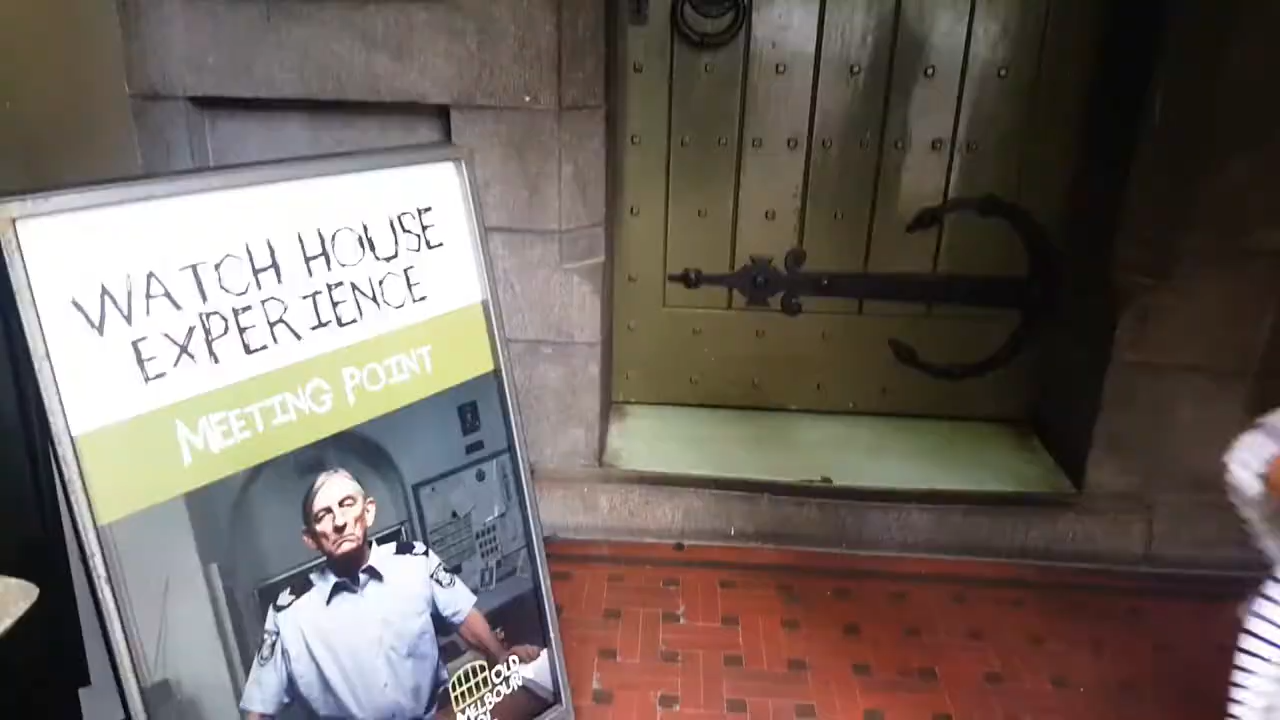 WATCH HOUSE
EXPERIENCE
MEETING POINT
OLD
MELBOURNE